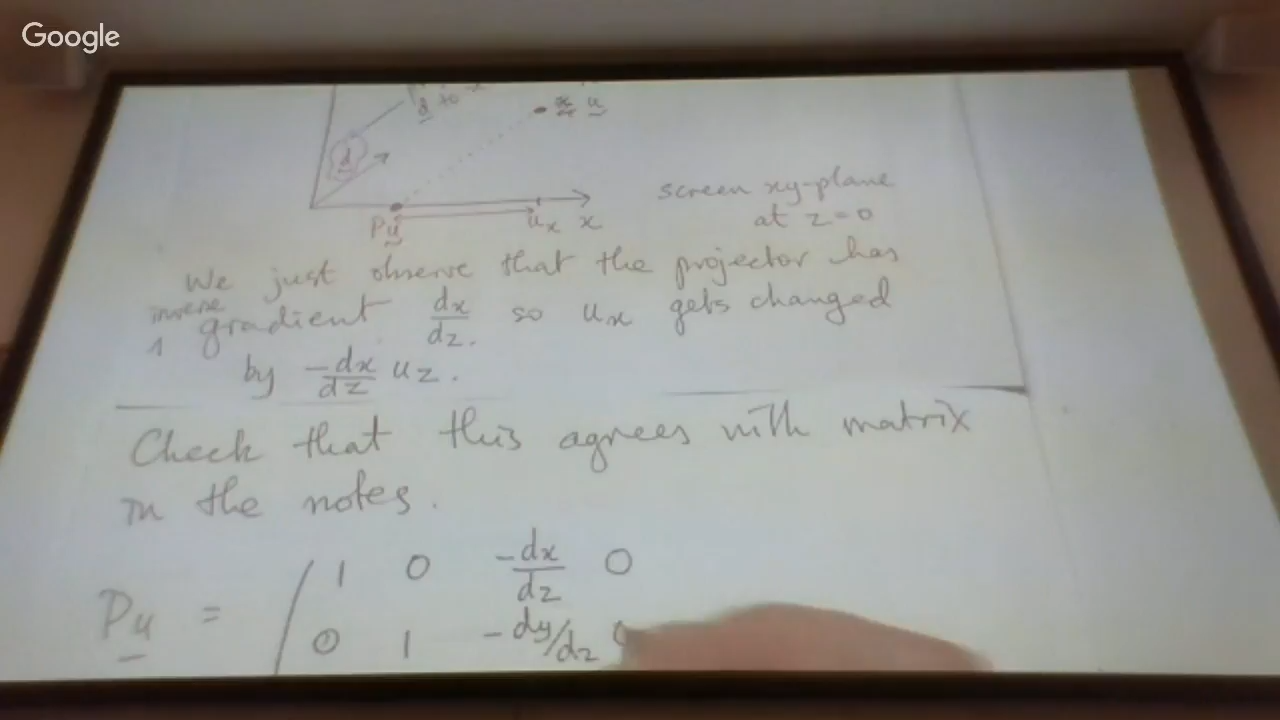 Google
d to
x u
d
screen xy-plane
at z=0
Pu ux x
We just observe that the projector has
inverse
gradient dx/dz. so ux gets changed
by -dx/dz uz.
Check that this agrees with matrix
in the notes.
Pu = ( 1 0 -dx/dz 0
0 1 -dy/dz